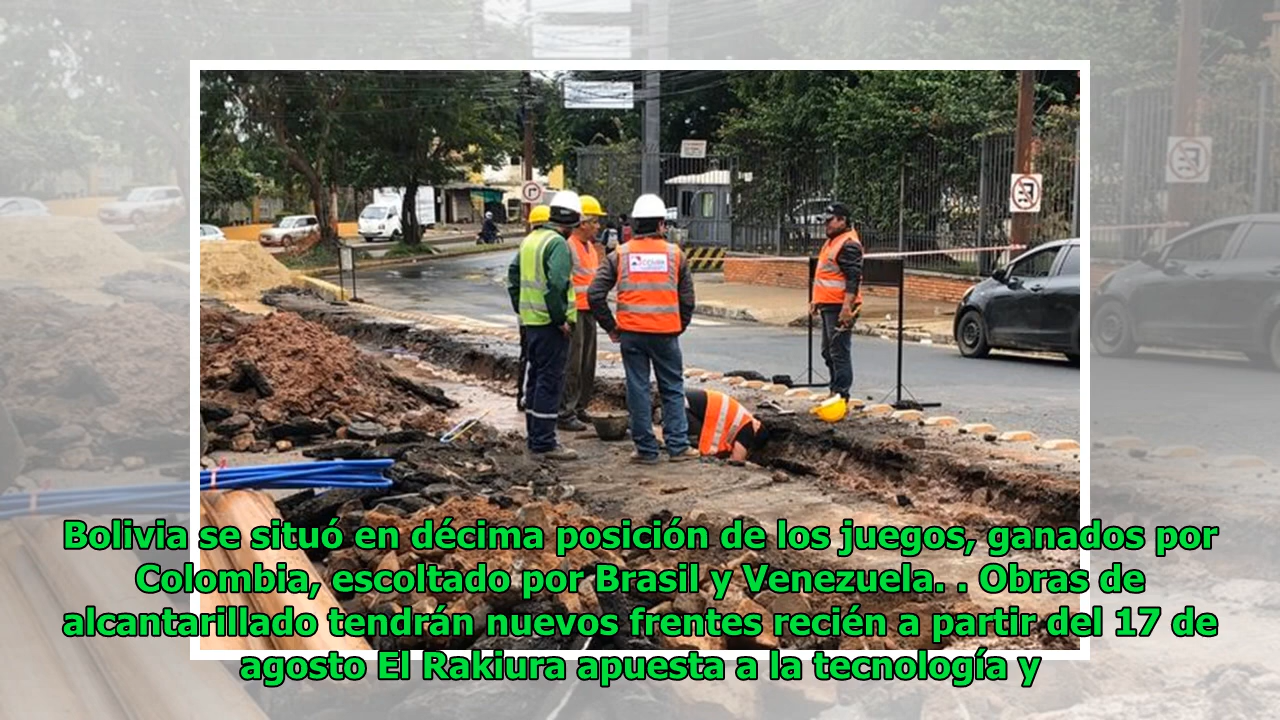 Bolivia se situó en décima posición de los juegos, ganados por
Colombia, escoltado por Brasil y Venezuela. . Obras de
alcantarillado tendrán nuevos frentes recién a partir del 17 de
agosto El Rakiura apuesta a la tecnología y